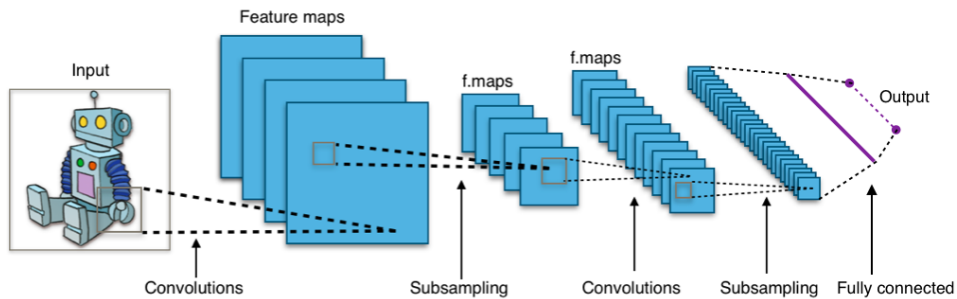 Feature maps
Input
f.maps
f.maps
Output
Convolutions
Subsampling
Convolutions
Subsampling
Fully connected